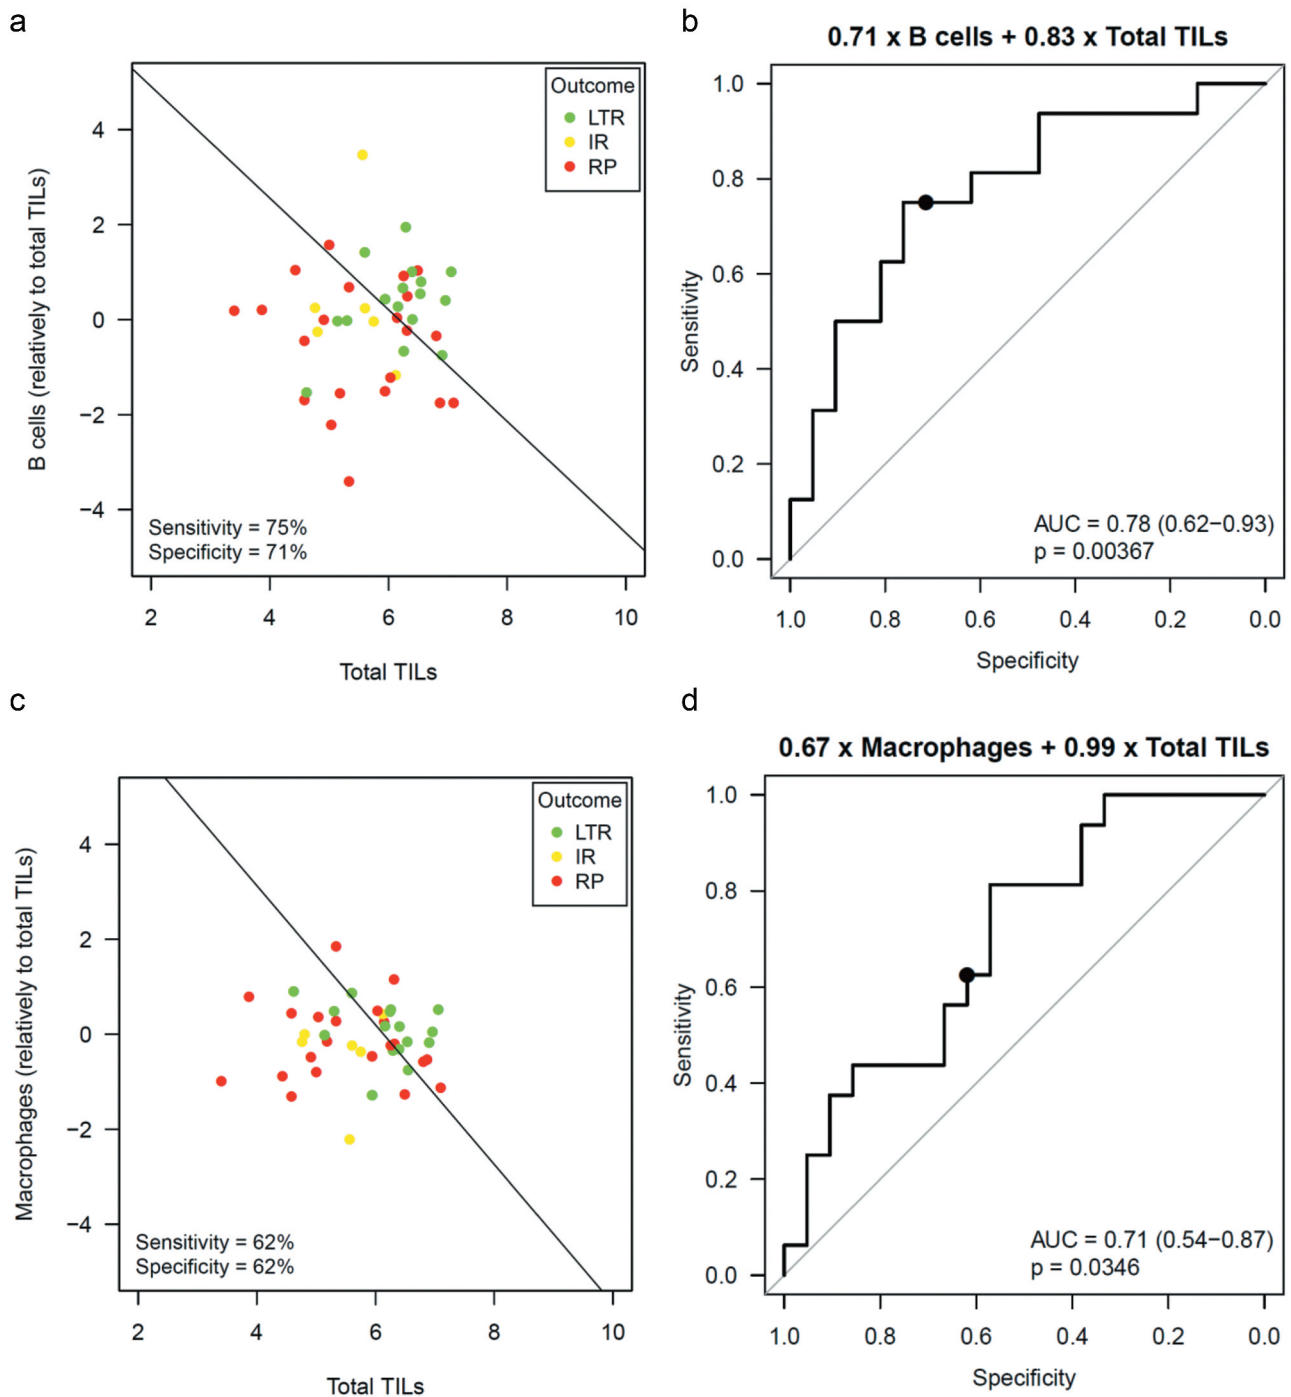 a
Outcome
LTR
IR
RP
4
2
0
−2
−4
B cells (relatively to total TILs)
Sensitivity = 75%
Specificity = 71%
2
4
6
8
10
Total TILs
b
0.71 x B cells + 0.83 x Total TILs
1.0
0.8
0.6
0.4
0.2
0.0
Sensitivity
AUC = 0.78 (0.62−0.93)
p = 0.00367
1.0
0.8
0.6
0.4
0.2
0.0
Specificity
c
Outcome
LTR
IR
RP
4
2
0
−2
−4
Macrophages (relatively to total TILs)
Sensitivity = 62%
Specificity = 62%
2
4
6
8
10
Total TILs
d
0.67 x Macrophages + 0.99 x Total TILs
1.0
0.8
0.6
0.4
0.2
0.0
Sensitivity
AUC = 0.71 (0.54−0.87)
p = 0.0346
1.0
0.8
0.6
0.4
0.2
0.0
Specificity